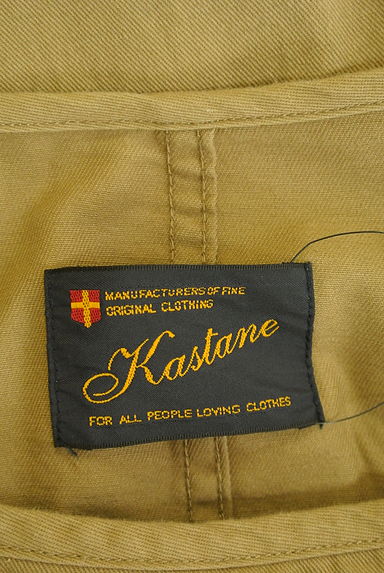 MANUFACTURERS OF FINE
ORIGINAL CLOTHING
Kastane
FOR ALL PEOPLE LOVING CLOTHES